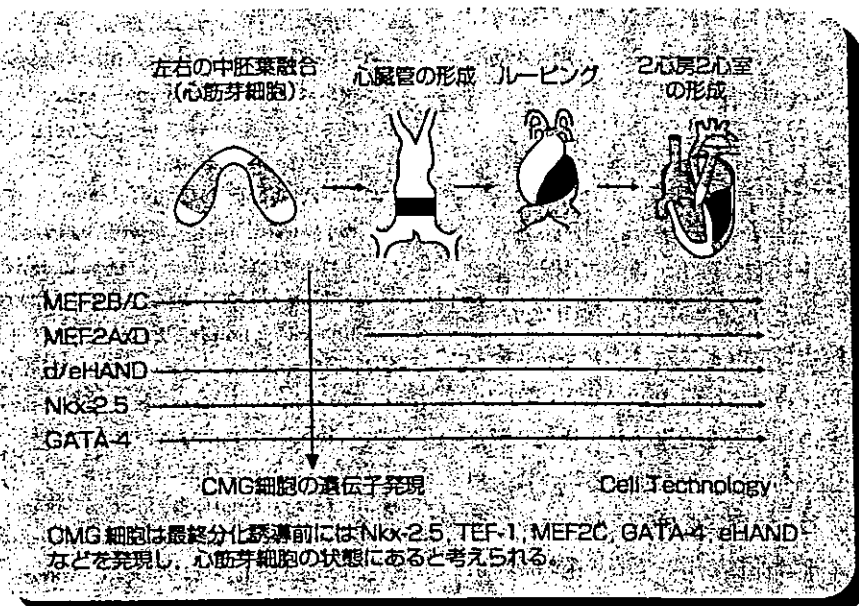 左右の中胚葉融合
(心筋芽細胞)
心臓管の形成
ルーピング
2心房2心室
の形成
MEF2B/C
MEF2A/D
d/eHAND
Nkx-2.5
GATA-4
CMG細胞の遺伝子発現
Cell Technology
CMG細胞は最終分化誘導前にはNkx-2.5, TEF-1, MEF2C, GATA-4, eHAND
などを発現し，心筋芽細胞の状態にあると考えられる。